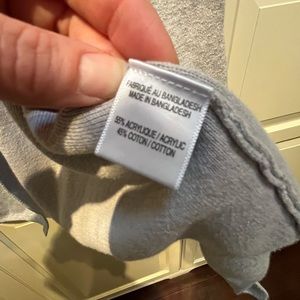 FABRIQUÉ AU BANGLADESH
MADE IN BANGLADESH
55% ACRYLIQUE / ACRYLIC
45% COTON / COTTON